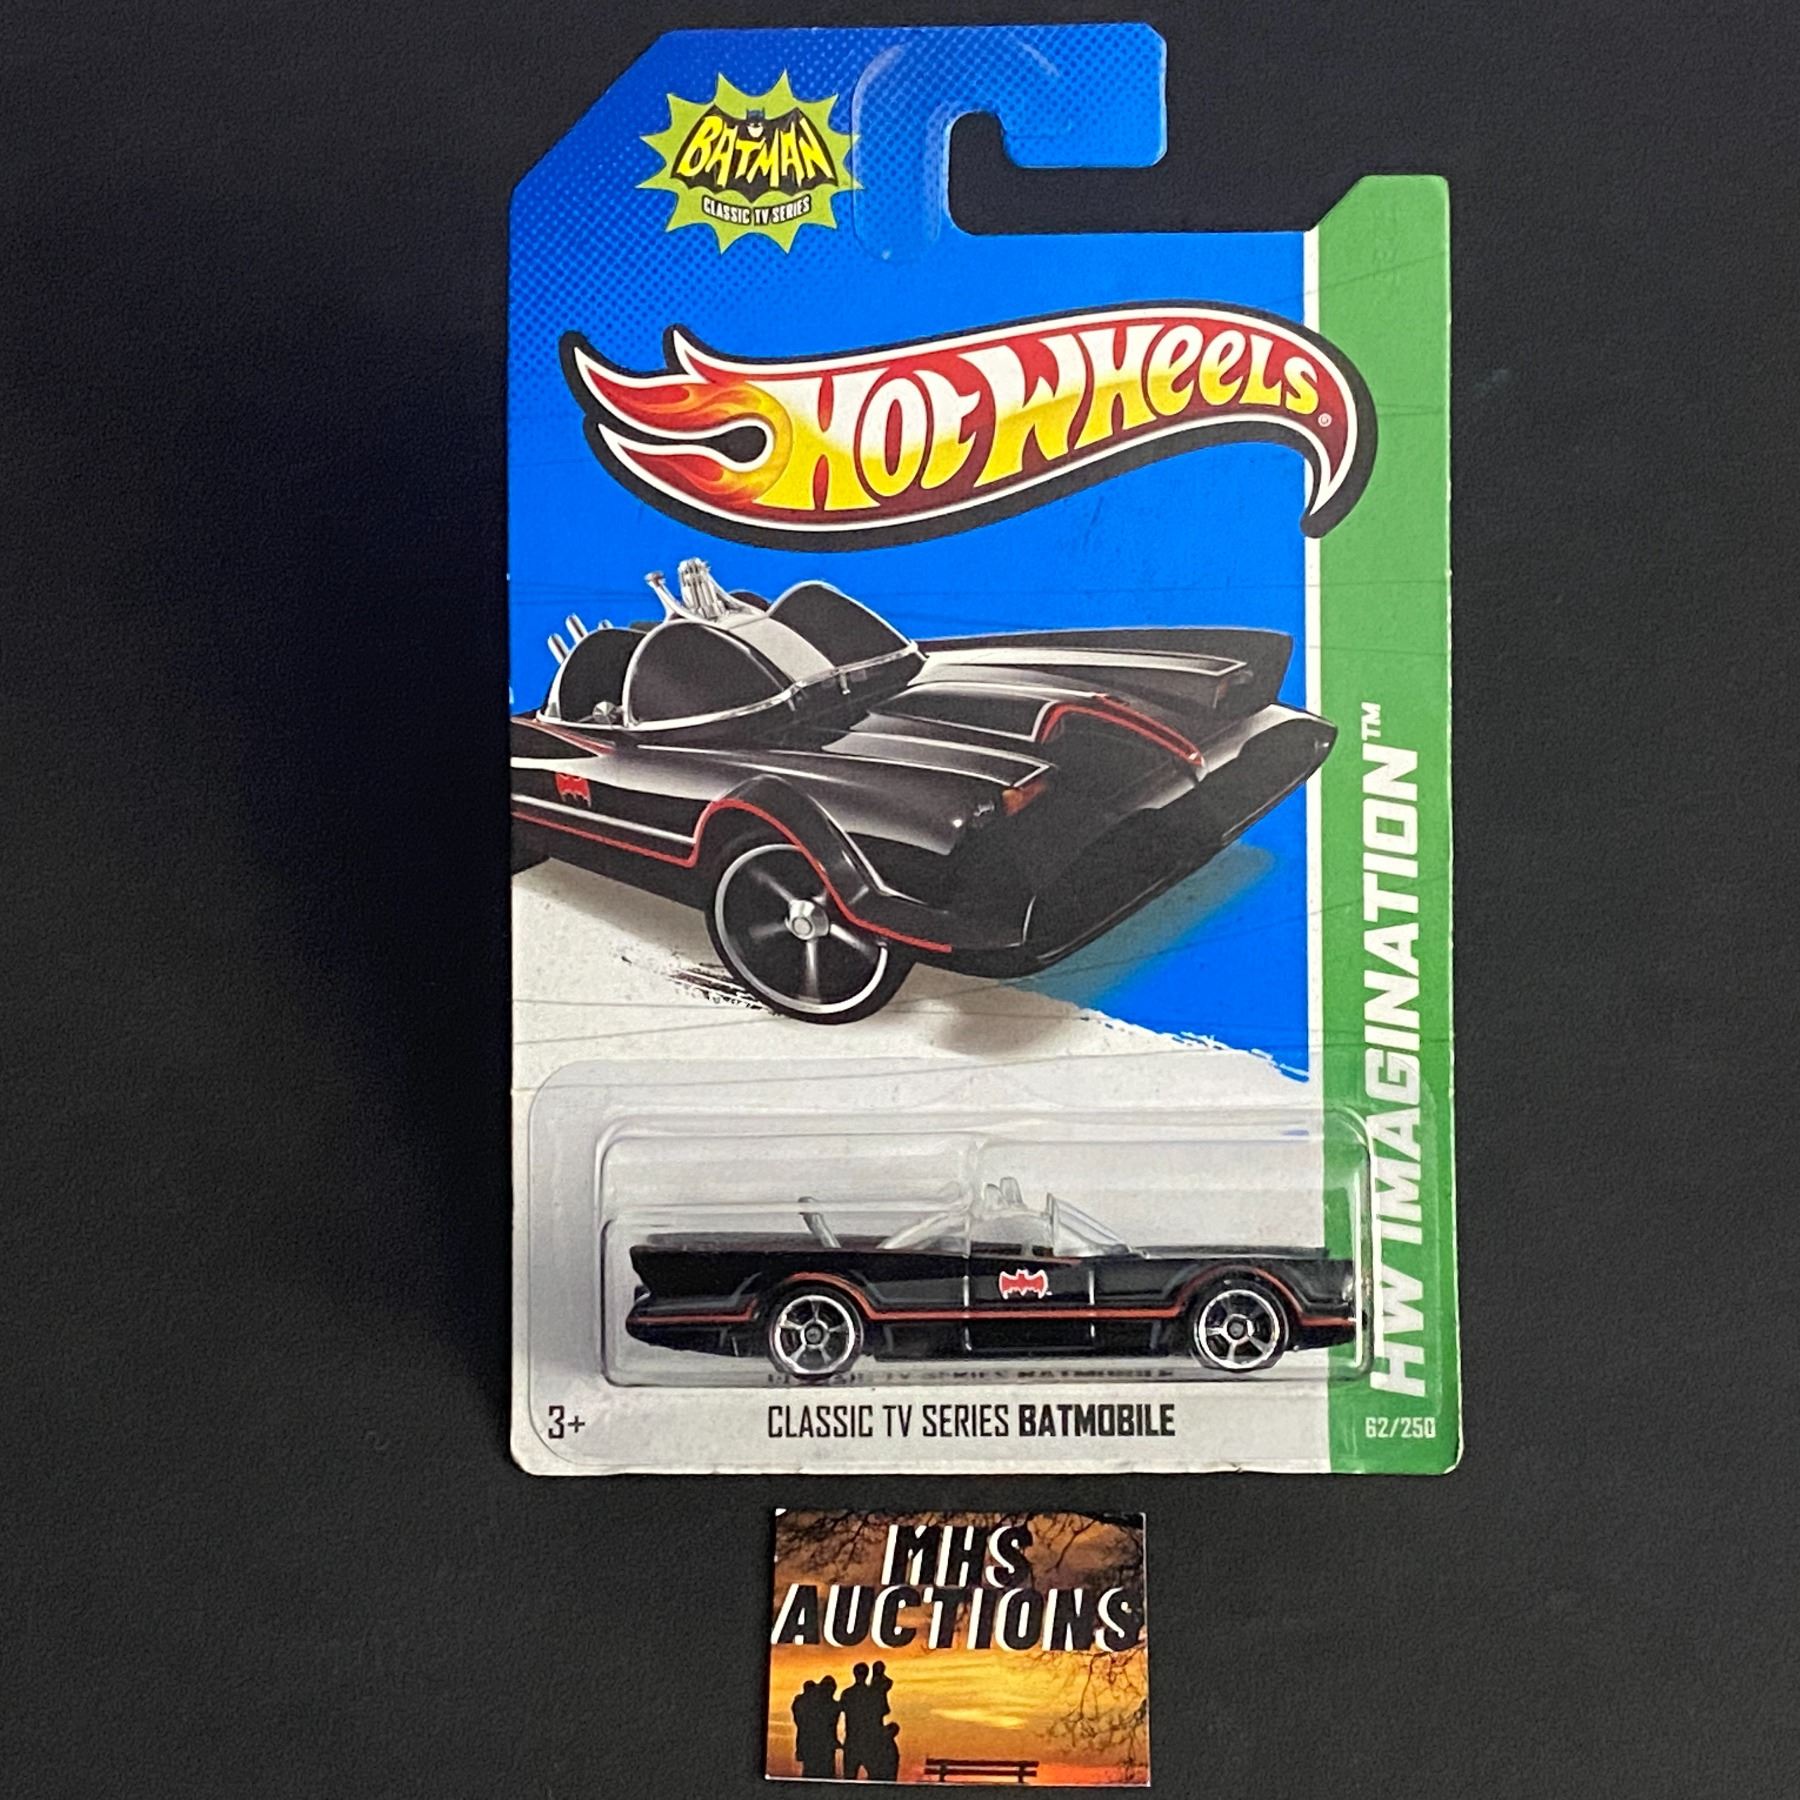 BATMAN
CLASSIC TV SERIES
HOT WHEELS®
HW IMAGINATION™
3+
CLASSIC TV SERIES BATMOBILE
62/250
MHS
AUCTIONS